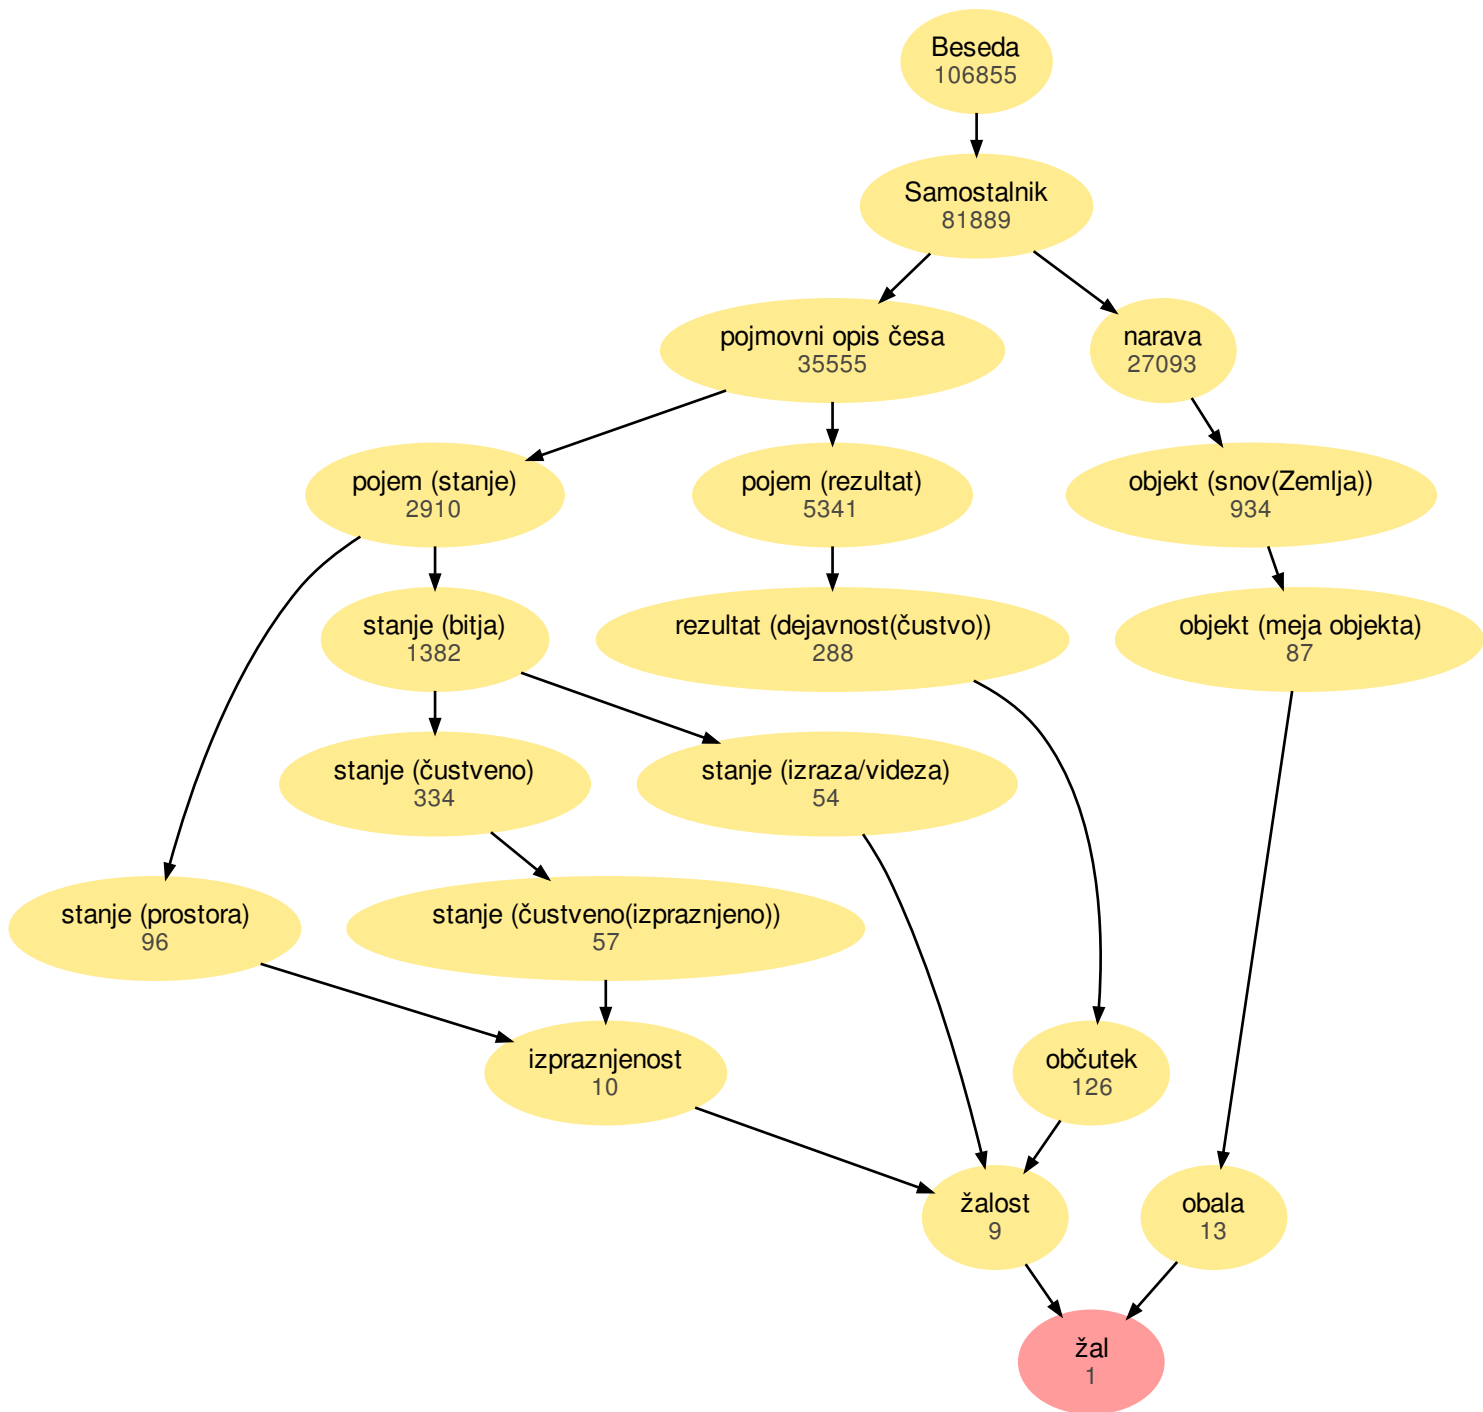 Beseda
106855
Samostalnik
81889
pojmovni opis česa
35555
narava
27093
pojem (stanje)
2910
pojem (rezultat)
5341
objekt (snov(Zemlja))
934
stanje (bitja)
1382
rezultat (dejavnost(čustvo))
288
objekt (meja objekta)
87
stanje (čustveno)
334
stanje (izraza/videza)
54
stanje (prostora)
96
stanje (čustveno(izpraznjeno))
57
izpraznjenost
10
občutek
126
žalost
9
obala
13
žal
1